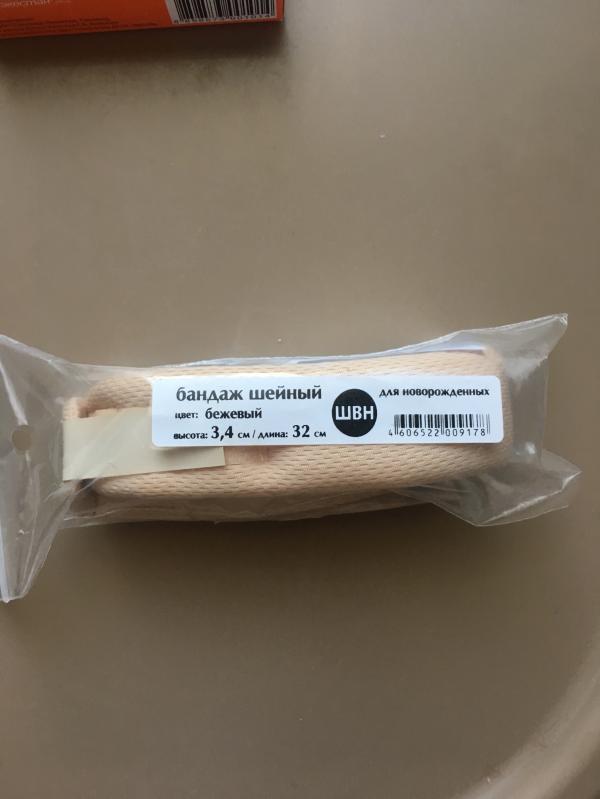 бандаж шейный
для новорожденных
цвет: бежевый
ШВН
высота: 3,4 см / длина: 32 см
4 606522 009178